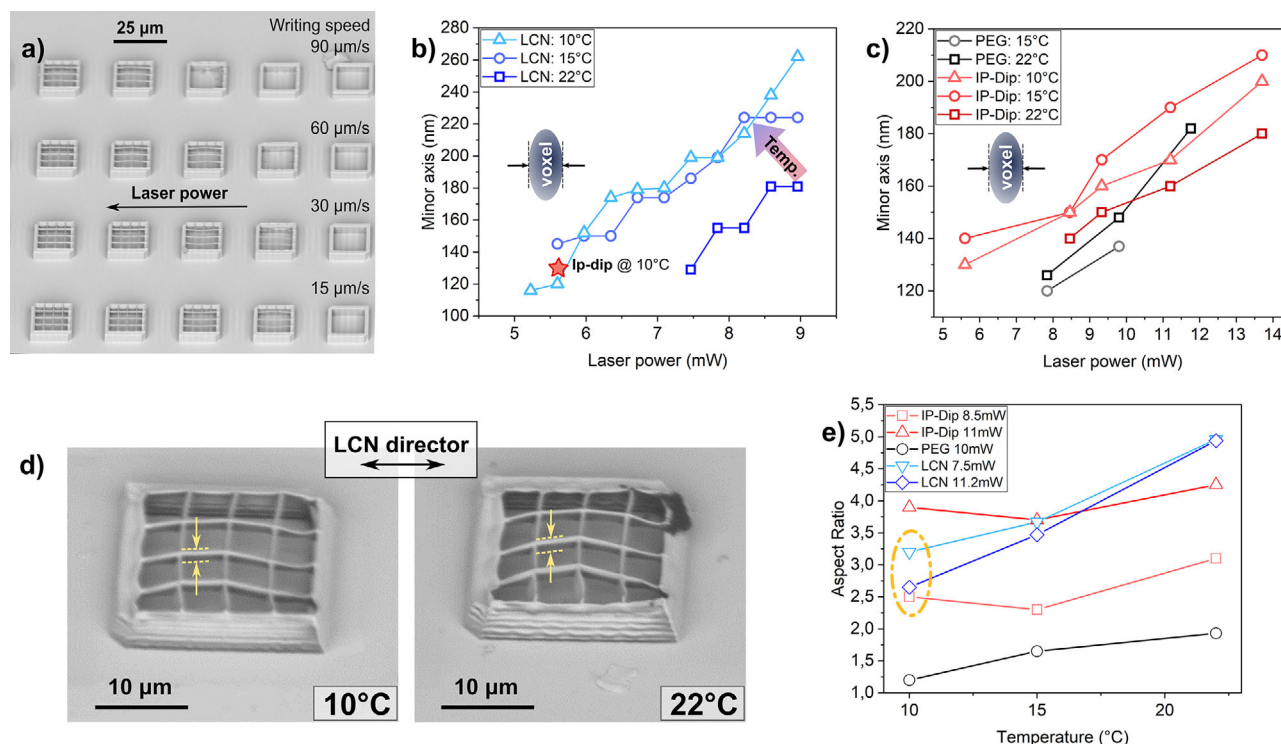 a)
25 µm
Writing speed
90 µm/s
60 µm/s
Laser power
30 µm/s
15 µm/s
b)
LCN: 10°C
LCN: 15°C
LCN: 22°C
voxel
Temp.
Ip-dip @ 10°C
Minor axis (nm)
280
260
240
220
200
180
160
140
120
100
5 6 7 8 9
Laser power (mW)
c)
PEG: 15°C
PEG: 22°C
IP-Dip: 10°C
IP-Dip: 15°C
IP-Dip: 22°C
voxel
Minor axis (nm)
220
200
180
160
140
120
5 6 7 8 9 10 11 12 13 14
Laser power (mW)
d)
LCN director
10 µm
10°C
10 µm
22°C
e)
IP-Dip 8.5mW
IP-Dip 11mW
PEG 10mW
LCN 7.5mW
LCN 11.2mW
Aspect Ratio
5,5
5,0
4,5
4,0
3,5
3,0
2,5
2,0
1,5
1,0
10 15 20
Temperature (°C)